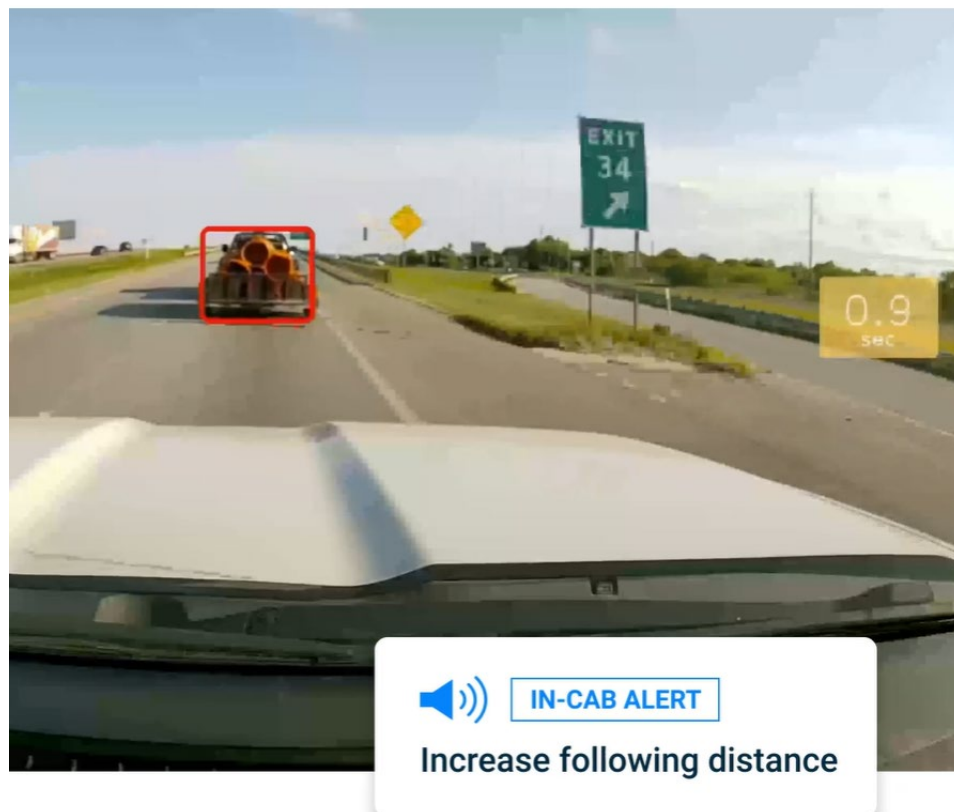 EXIT
34
0.9
sec
IN-CAB ALERT
Increase following distance